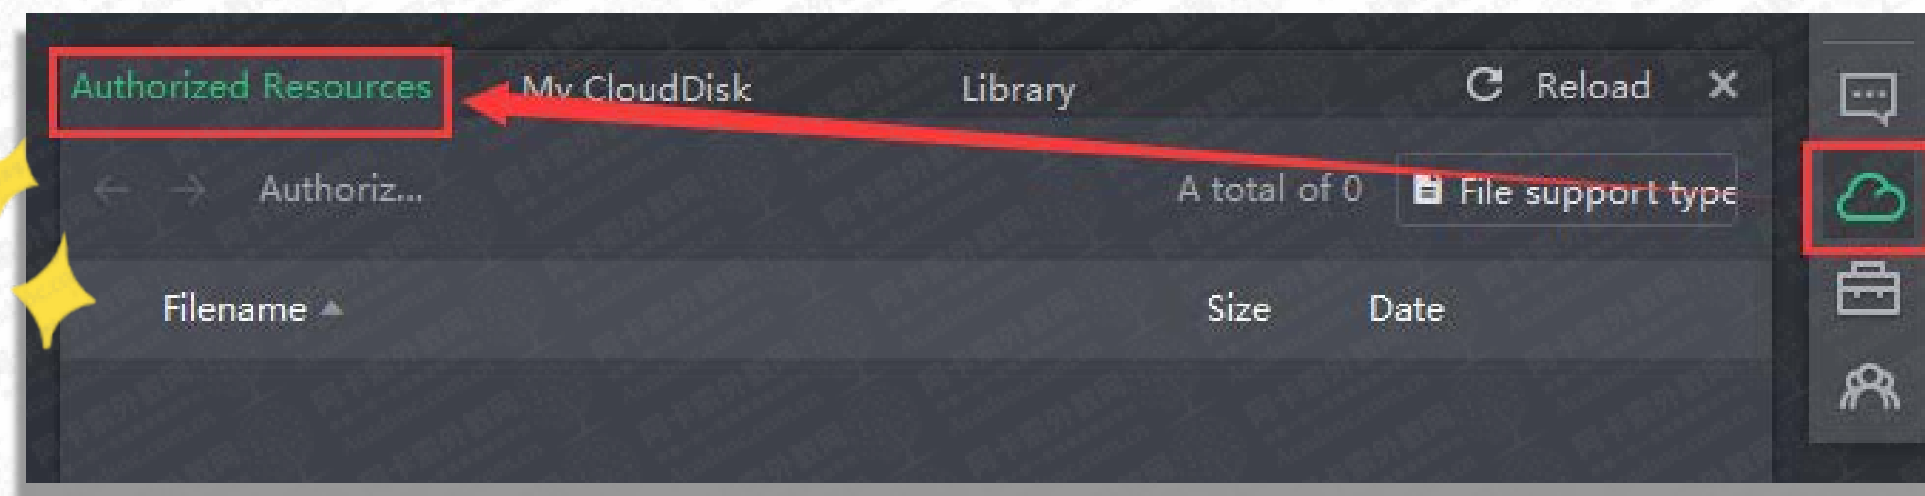 Authorized Resources My CloudDisk Library Reload
Authoriz... A total of 0 File support type
Filename Size Date